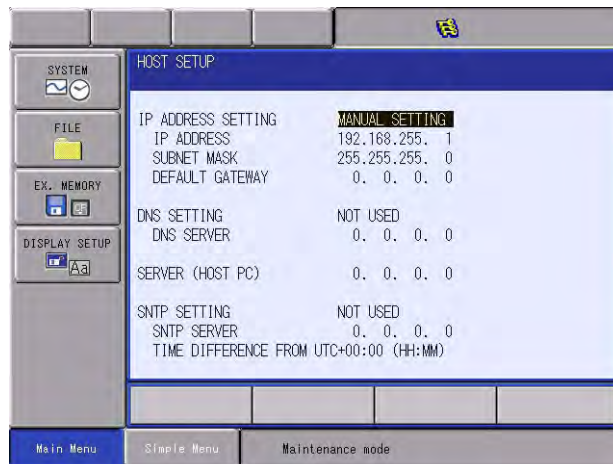 HOST SETUP
SYSTEM
FILE
EX. MEMORY
CF
DISPLAY SETUP
Aa
IP ADDRESS SETTING MANUAL SETTING
IP ADDRESS 192.168.255. 1
SUBNET MASK 255.255.255. 0
DEFAULT GATEWAY 0. 0. 0. 0
DNS SETTING NOT USED
DNS SERVER 0. 0. 0. 0
SERVER (HOST PC) 0. 0. 0. 0
SNTP SETTING NOT USED
SNTP SERVER 0. 0. 0. 0
TIME DIFFERENCE FROM UTC+00:00 (HH:MM)
Main Menu
Simple Menu
Maintenance mode